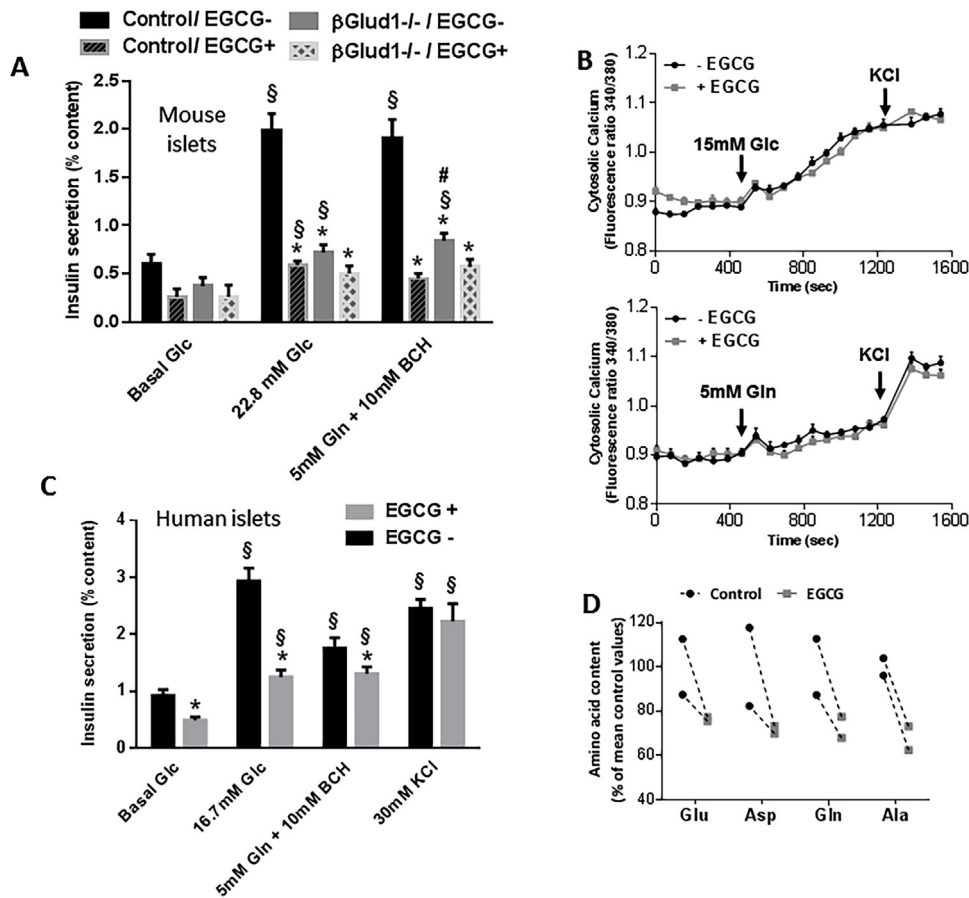 Control/ EGCG-
βGlud1-/- / EGCG-
Control/ EGCG+
βGlud1-/- / EGCG+
A
Insulin secretion (% content)
2.5
2.0
1.5
1.0
0.5
0.0
Mouse
islets
§
§
*
§
*
*
§
*
#
§
*
*
Basal Glc
22.8 mM Glc
5mM Gln + 10mM BCH
B
Cytosolic Calcium
(Fluorescence ratio 340/380)
1.2
1.1
1.0
0.9
0.8
- EGCG
+ EGCG
15mM Glc
KCl
0
400
800
1200
1600
Time (sec)
Cytosolic Calcium
(Fluorescence ratio 340/380)
1.2
1.1
1.0
0.9
0.8
- EGCG
+ EGCG
5mM Gln
KCl
0
400
800
1200
1600
Time (sec)
C
Insulin secretion (% content)
4
3
2
1
0
Human islets
EGCG +
EGCG -
*
§
§
*
§
§
*
§
§
Basal Glc
16.7mM Glc
5mM Gln + 10mM BCH
30mM KCl
D
Control
EGCG
Amino acid content
(% of mean control values)
120
100
80
60
40
Glu
Asp
Gln
Ala